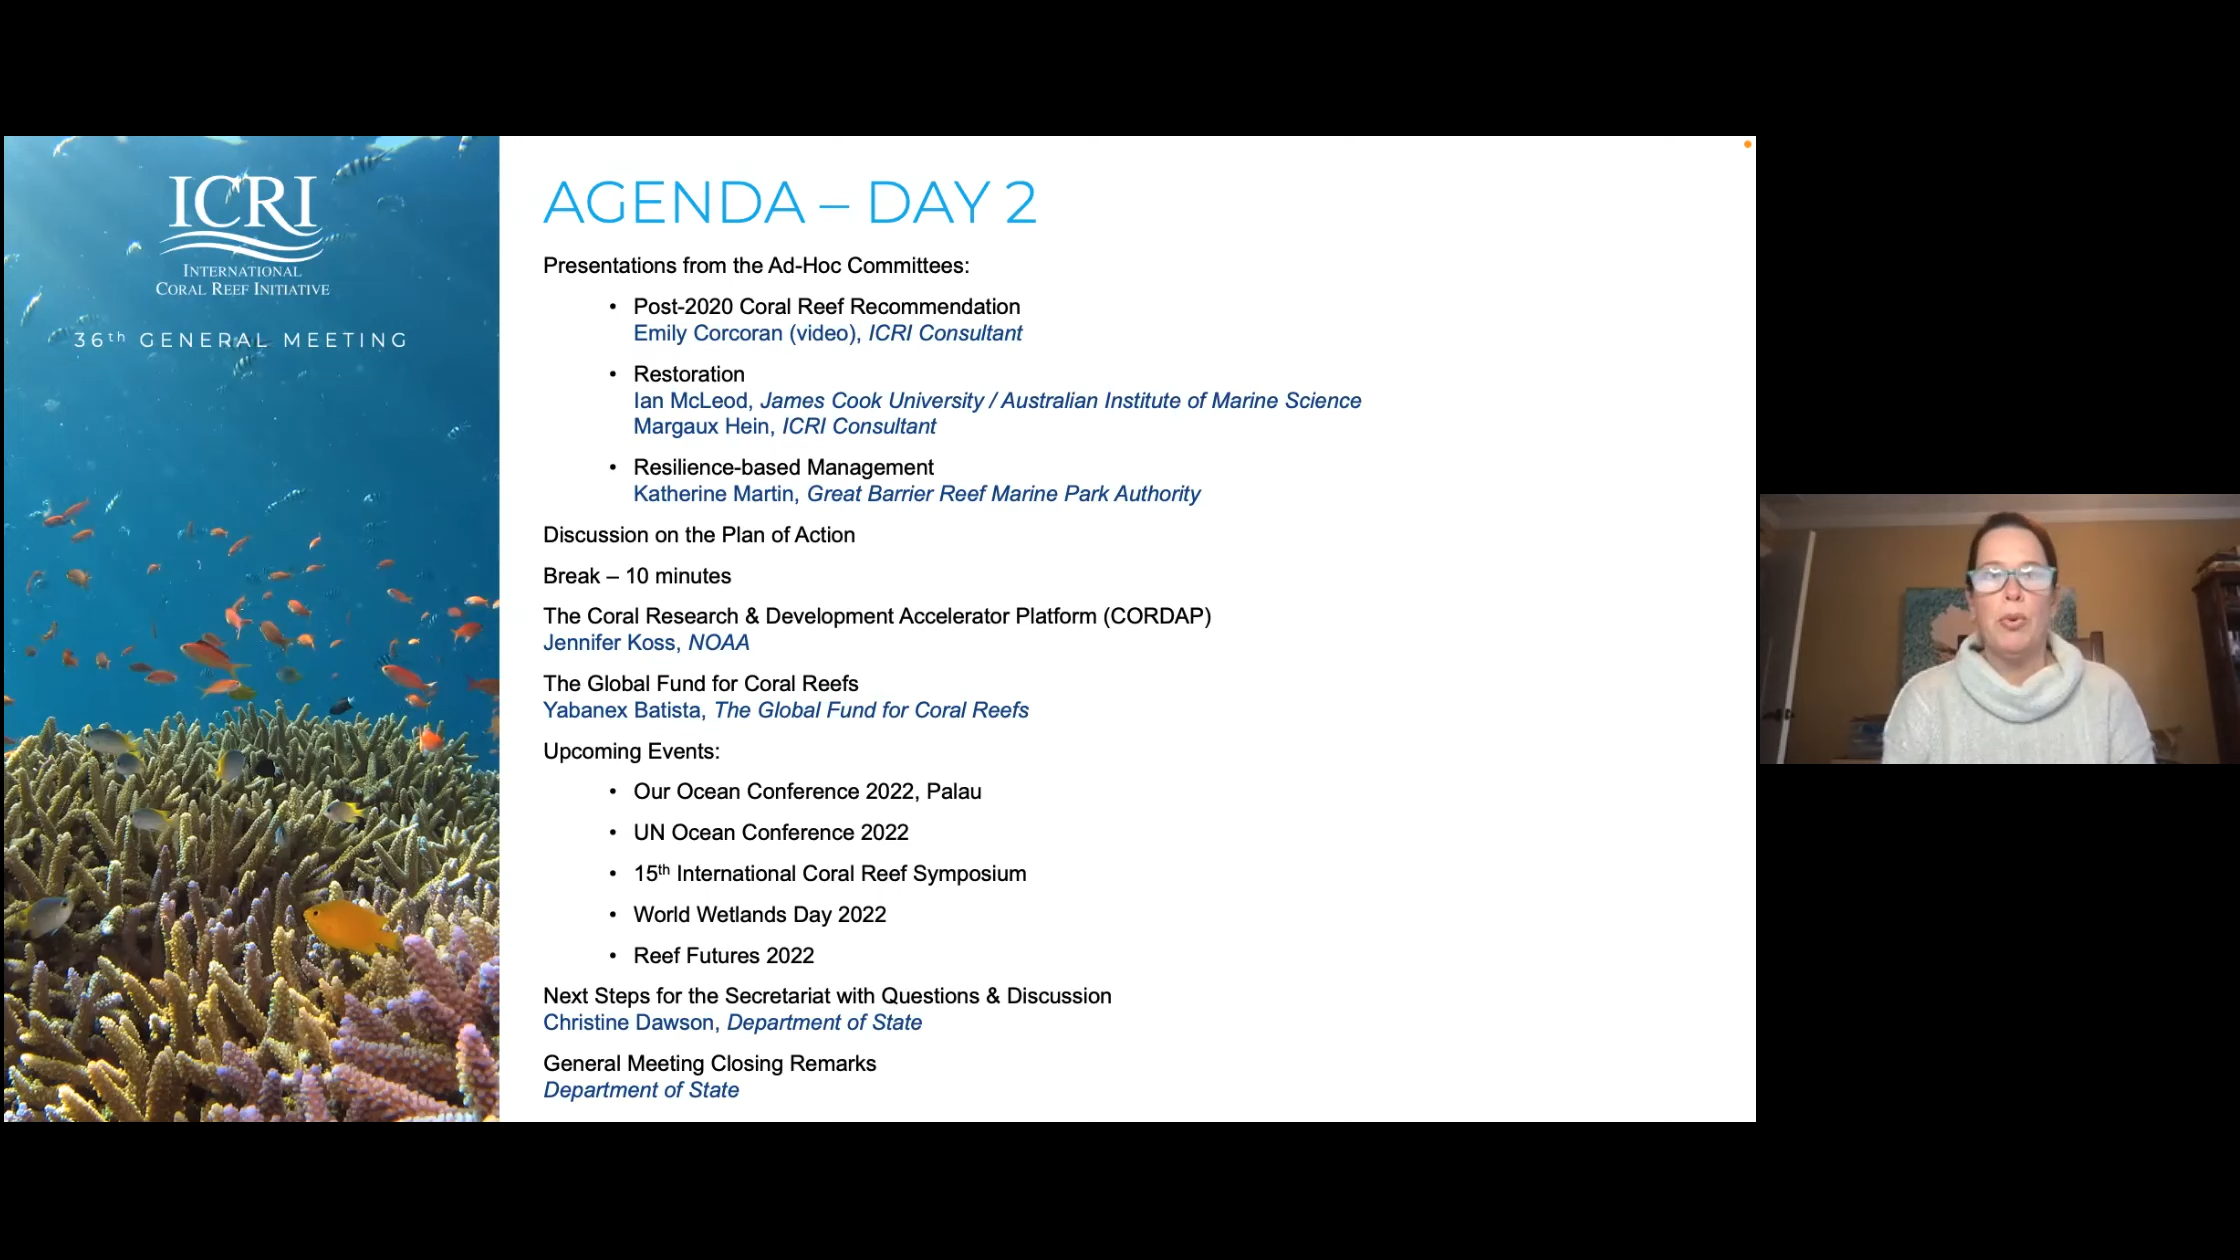 ICRI
INTERNATIONAL
CORAL REEF INITIATIVE
36th GENERAL MEETING
AGENDA – DAY 2
Presentations from the Ad-Hoc Committees:
• Post-2020 Coral Reef Recommendation
Emily Corcoran (video), ICRI Consultant
• Restoration
Ian McLeod, James Cook University / Australian Institute of Marine Science
Margaux Hein, ICRI Consultant
• Resilience-based Management
Katherine Martin, Great Barrier Reef Marine Park Authority
Discussion on the Plan of Action
Break – 10 minutes
The Coral Research & Development Accelerator Platform (CORDAP)
Jennifer Koss, NOAA
The Global Fund for Coral Reefs
Yabanex Batista, The Global Fund for Coral Reefs
Upcoming Events:
• Our Ocean Conference 2022, Palau
• UN Ocean Conference 2022
• 15th International Coral Reef Symposium
• World Wetlands Day 2022
• Reef Futures 2022
Next Steps for the Secretariat with Questions & Discussion
Christine Dawson, Department of State
General Meeting Closing Remarks
Department of State